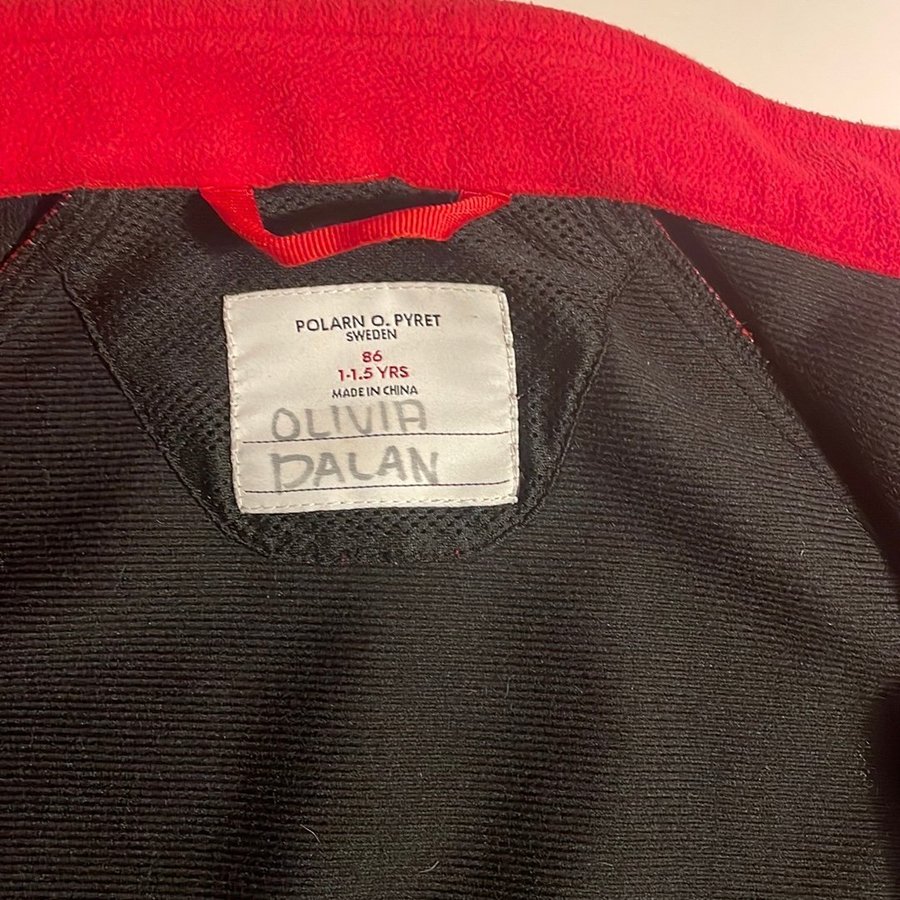 POLARN O. PYRET
SWEDEN
86
1-1.5 YRS
MADE IN CHINA
OLIVIA
DALAN